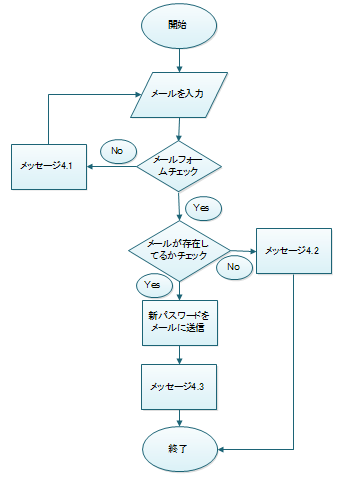 開始
メールを入力
No
メッセージ4.1
メールフォー
ムチェック
Yes
メールが存在し
てるかチェック
メッセージ4.2
No
Yes
新パスワードを
メールに送信
メッセージ4.3
終了